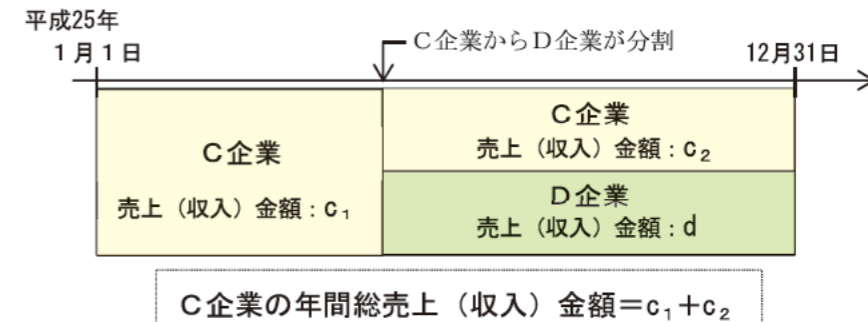 平成25年
1月1日
C企業からD企業が分割
12月31日
C企業
売上（収入）金額：c₁
C企業
売上（収入）金額：c₂
D企業
売上（収入）金額：d
C企業の年間総売上（収入）金額＝c₁＋c₂